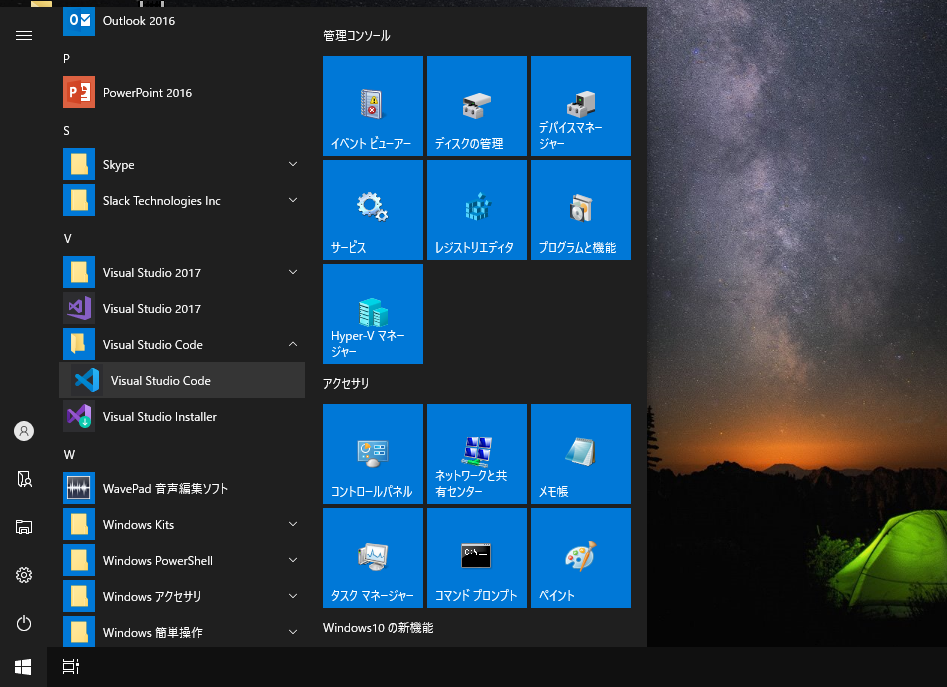 Outlook 2016
P
PowerPoint 2016
S
Skype
Slack Technologies Inc
V
Visual Studio 2017
Visual Studio 2017
Visual Studio Code
Visual Studio Code
Visual Studio Installer
W
WavePad 音声編集ソフト
Windows Kits
Windows PowerShell
Windows アクセサリ
Windows 簡単操作
管理コンソール
イベント ビューアー
ディスクの管理
デバイスマネー
ジャー
サービス
レジストリエディタ
プログラムと機能
Hyper-V マネー
ジャー
アクセサリ
コントロールパネル
ネットワークと共
有センター
メモ帳
タスク マネージャー
コマンド プロンプト
ペイント
Windows10 の新機能